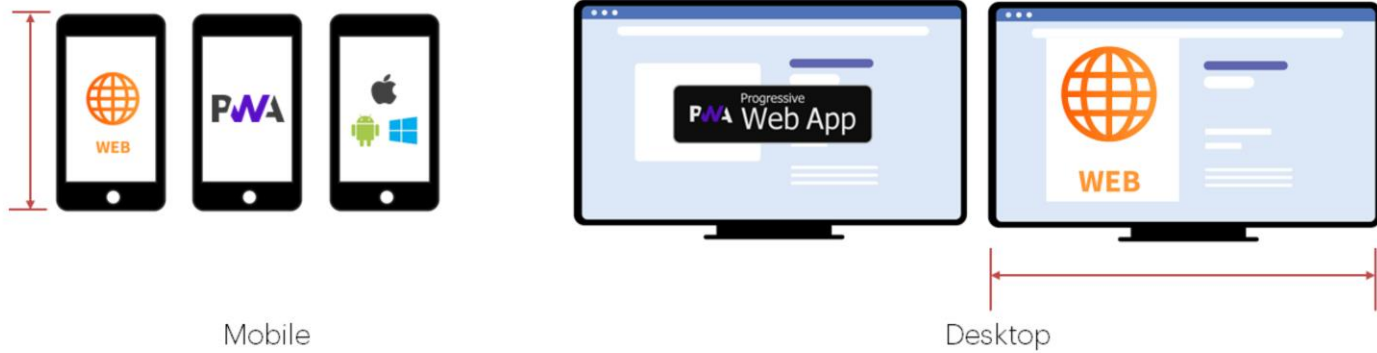 WEB
PWA
PWA Progressive Web App
WEB
Mobile
Desktop